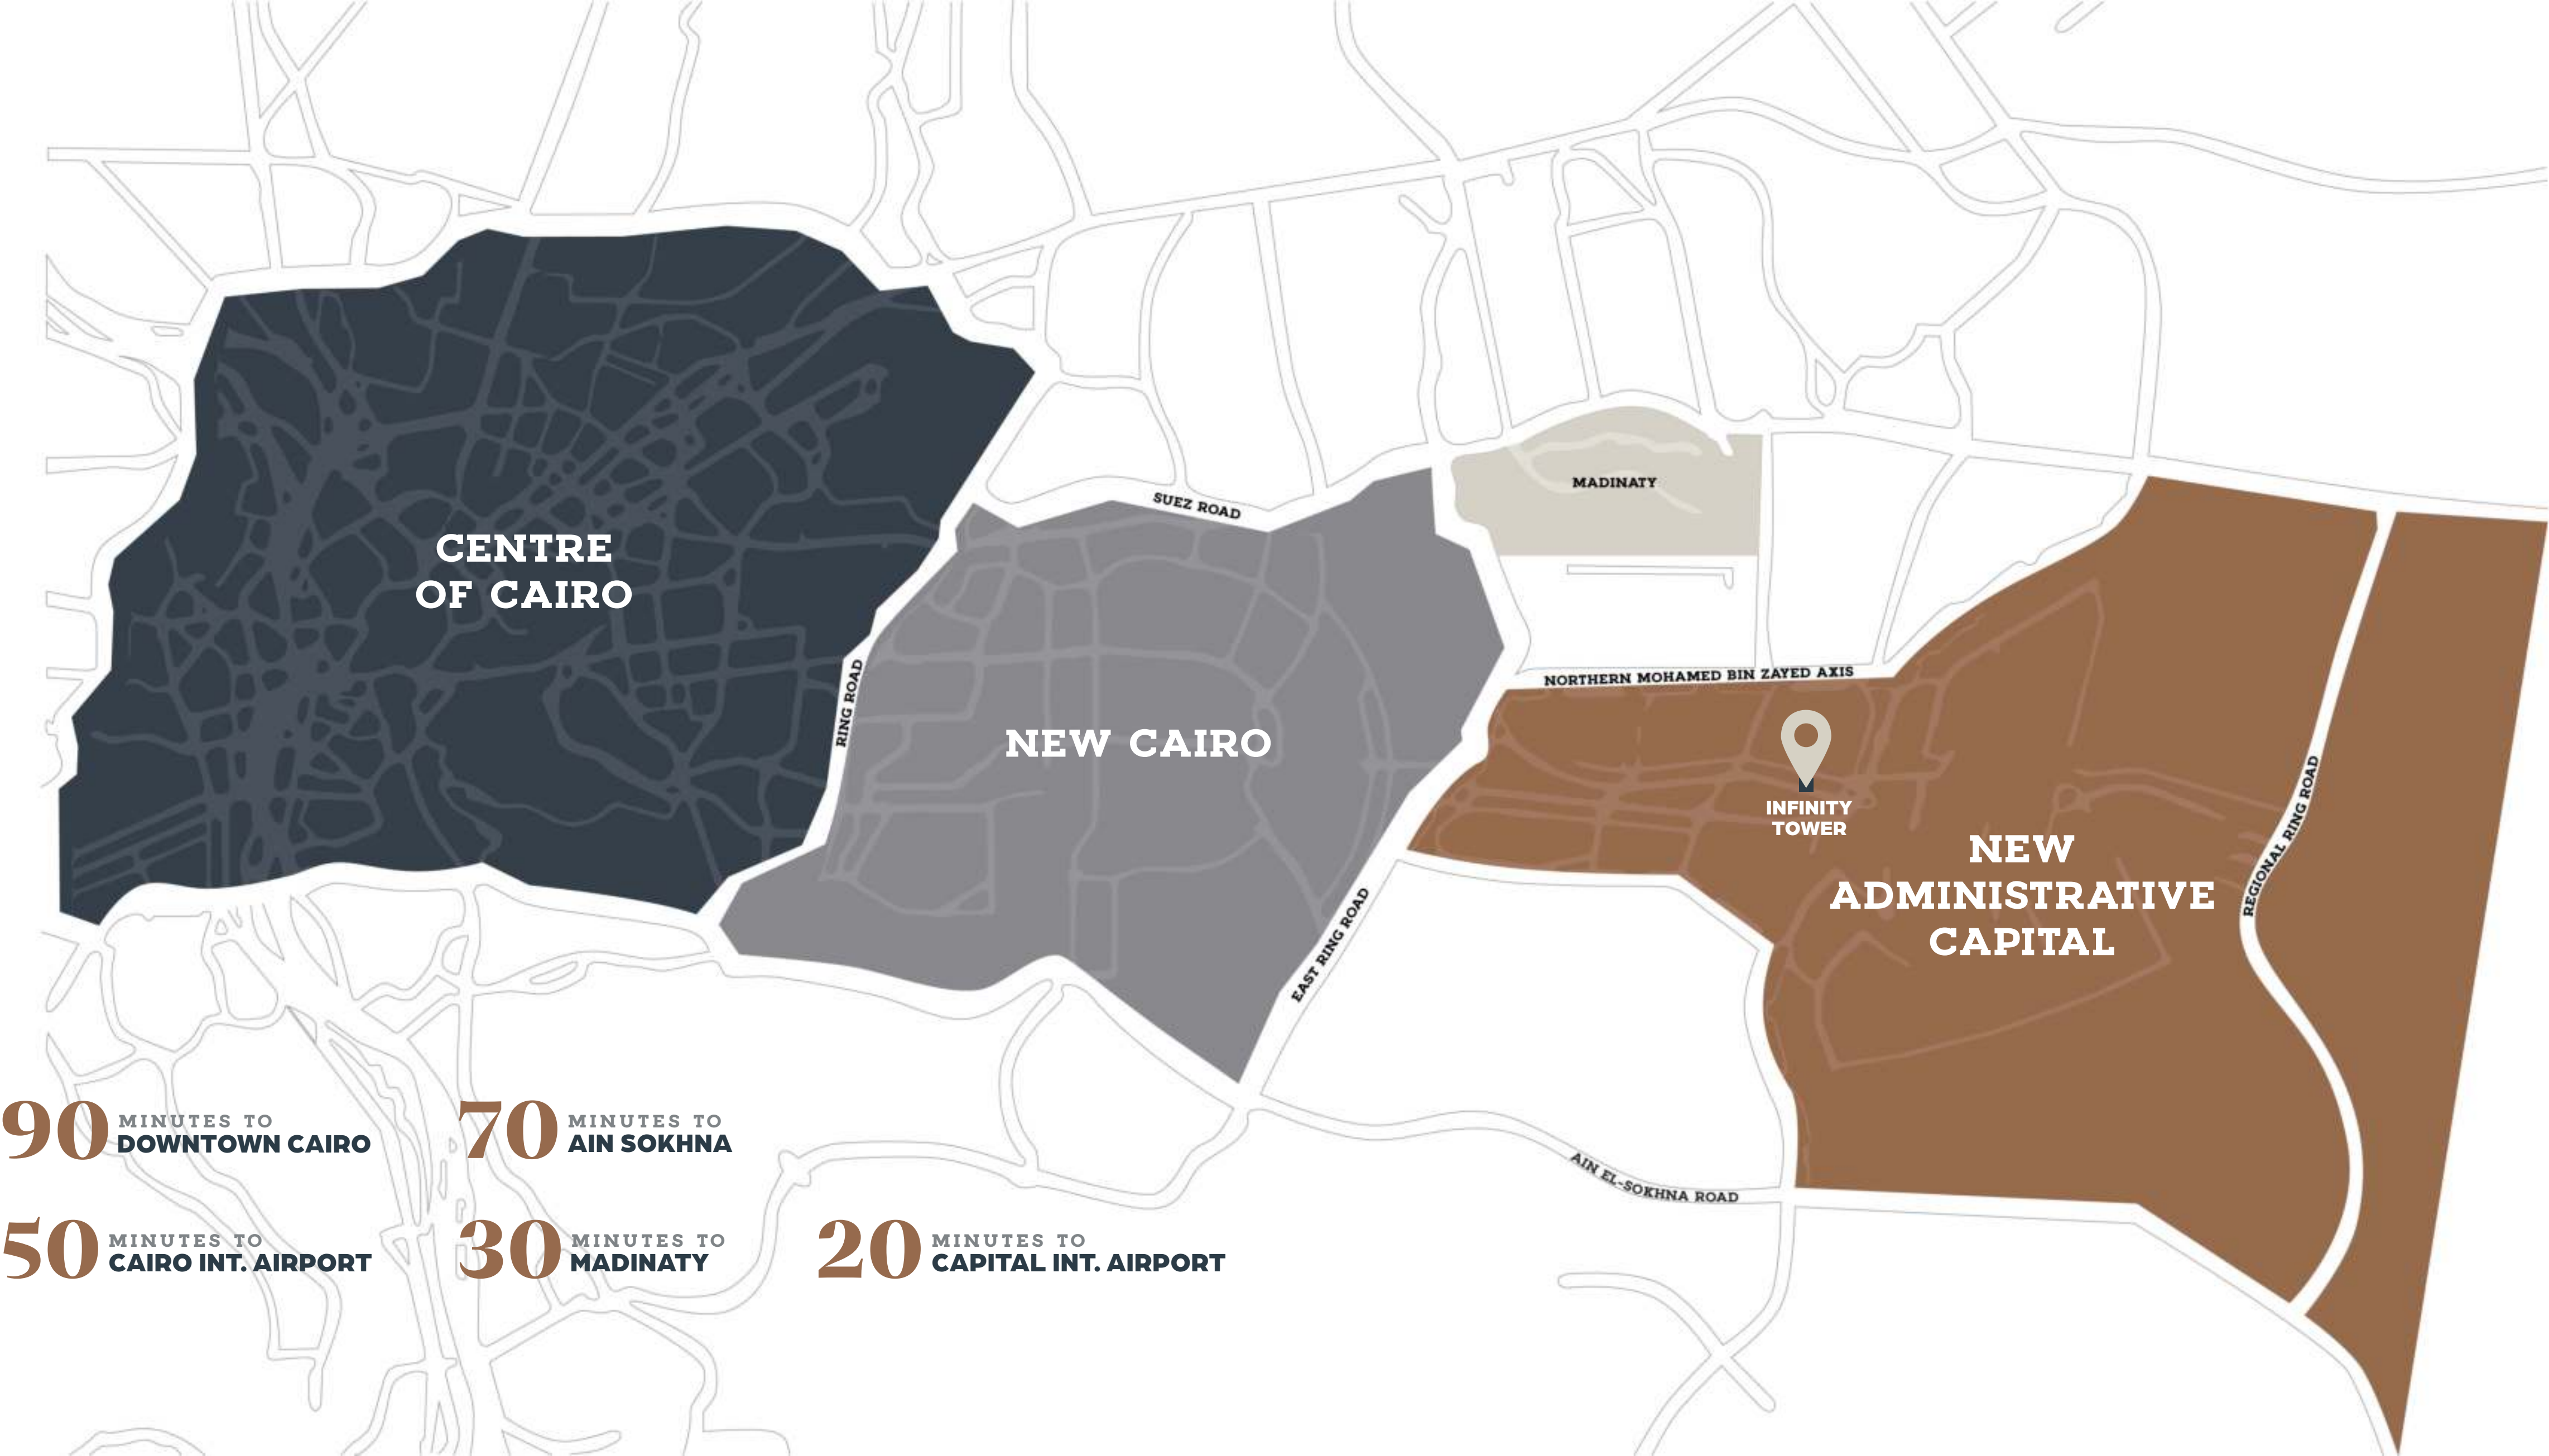 MADINATY
SUEZ ROAD
CENTRE
OF CAIRO
RING ROAD
NORTHERN MOHAMED BIN ZAYED AXIS
NEW CAIRO
INFINITY
TOWER
REGIONAL RING ROAD
NEW
ADMINISTRATIVE
CAPITAL
EAST RING ROAD
AIN EL-SOKHNA ROAD
90 MINUTES TO
DOWNTOWN CAIRO
70 MINUTES TO
AIN SOKHNA
50 MINUTES TO
CAIRO INT. AIRPORT
30 MINUTES TO
MADINATY
20 MINUTES TO
CAPITAL INT. AIRPORT